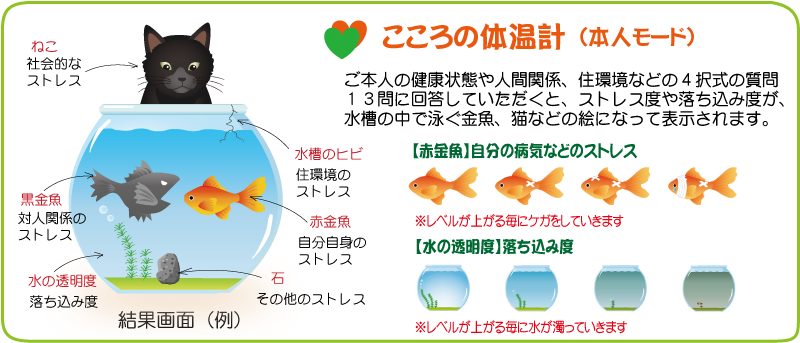 ねこ
社会的な
ストレス
黒金魚
対人関係の
ストレス
水の透明度
落ち込み度
水槽のヒビ
住環境の
ストレス
赤金魚
自分自身の
ストレス
石
その他のストレス
結果画面（例）
こころの体温計（本人モード）
ご本人の健康状態や人間関係、住環境などの４択式の質問
１３問に回答していただくと、ストレス度や落ち込み度が、
水槽の中で泳ぐ金魚、猫などの絵になって表示されます。
【赤金魚】自分の病気などのストレス
※レベルが上がる毎にケガをしていきます
【水の透明度】落ち込み度
※レベルが上がる毎に水が濁っていきます